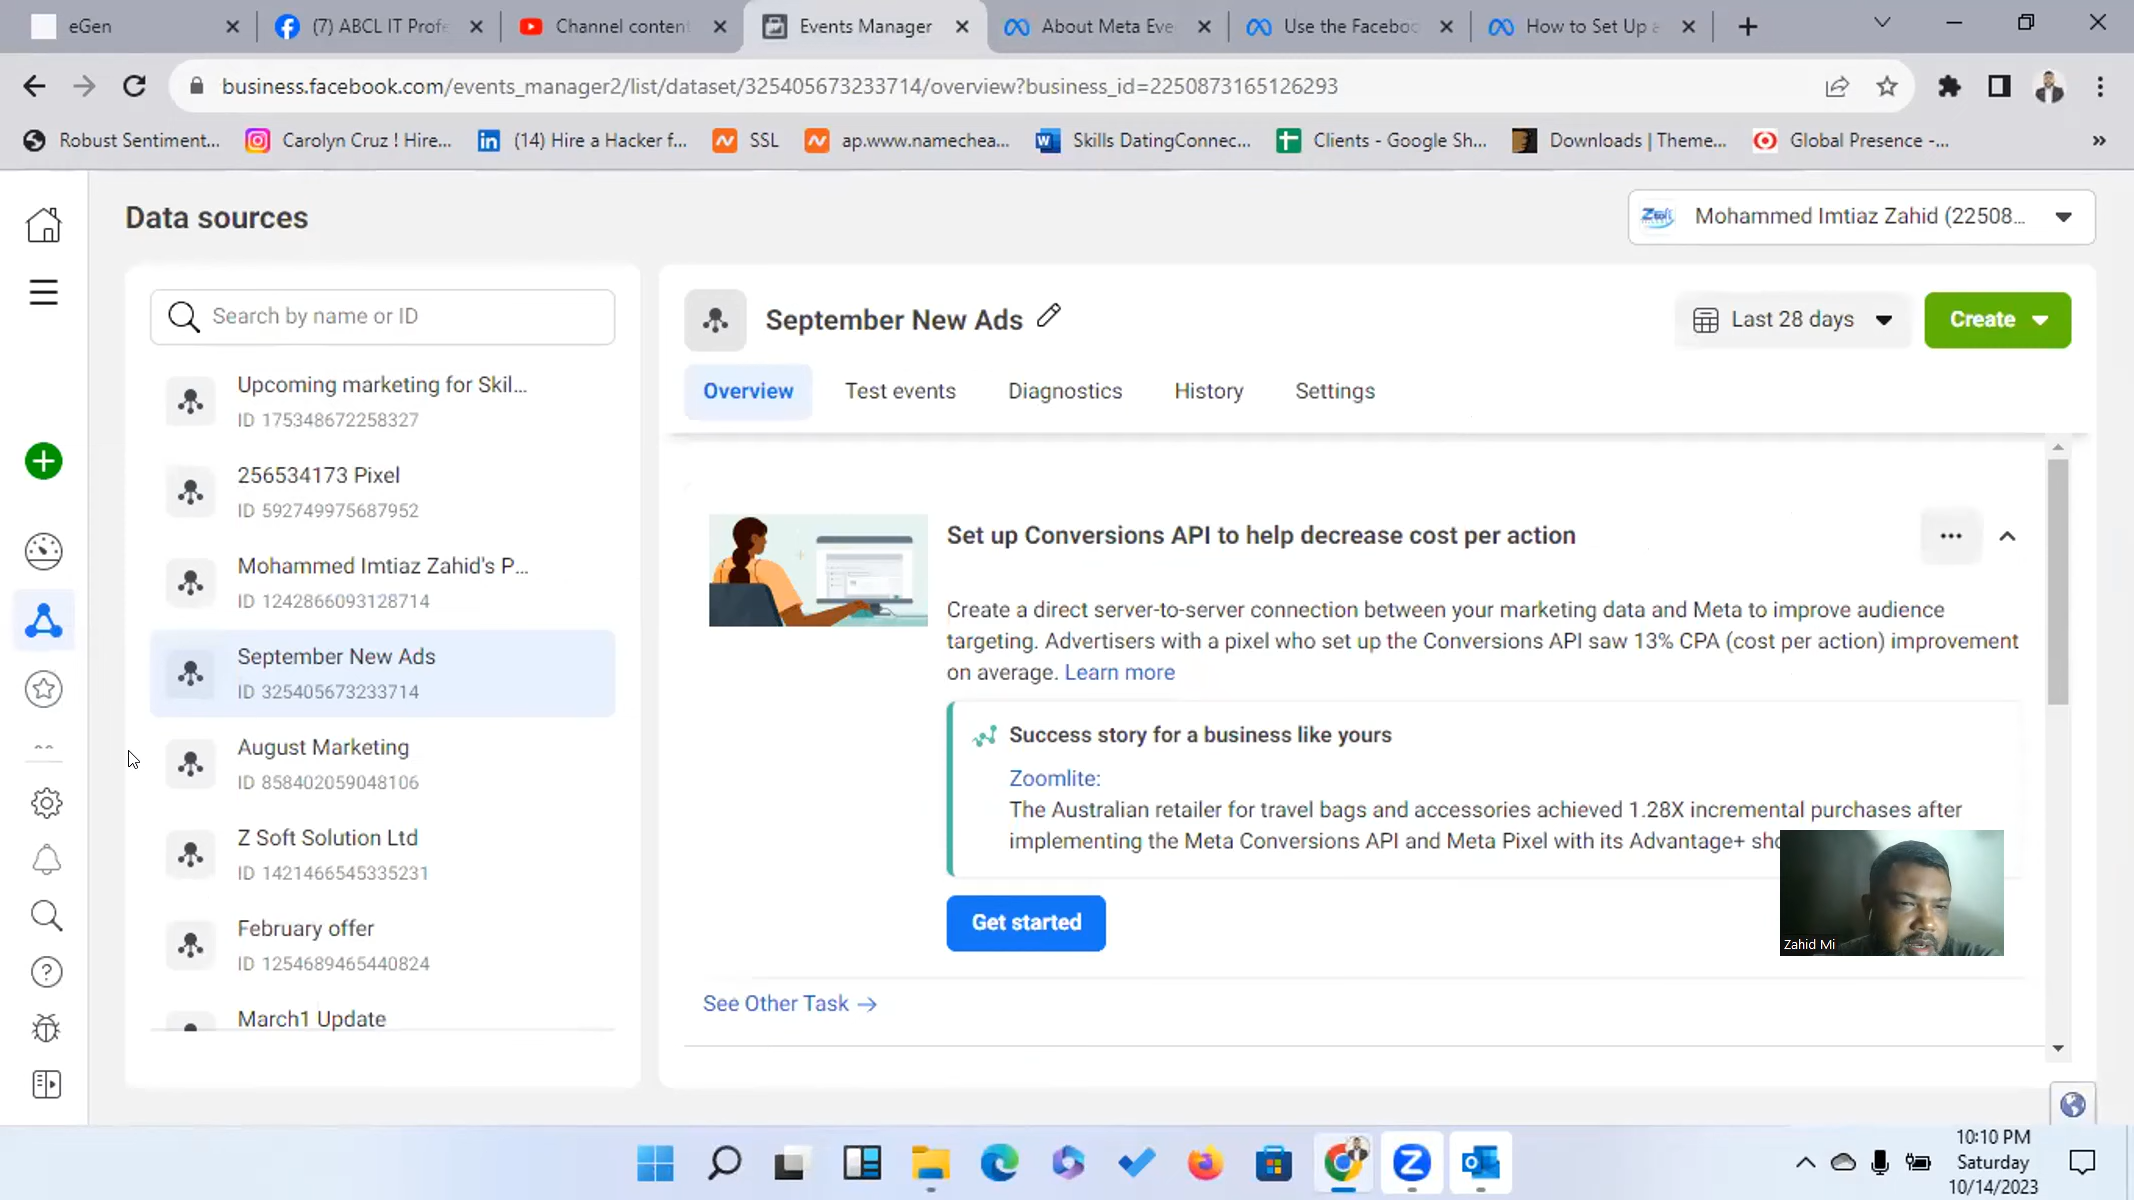 eGen
(7) ABCL IT Profe
Channel content
Events Manager
About Meta Eve
Use the Faceboo
How to Set Up a
business.facebook.com/events_manager2/list/dataset/325405673233714/overview?business_id=2250873165126293
Robust Sentiment...
Carolyn Cruz ! Hire...
(14) Hire a Hacker f...
SSL
ap.www.namechea...
Skills DatingConnec...
Clients - Google Sh...
Downloads | Theme...
Global Presence -...
Data sources
Mohammed Imtiaz Zahid (22508...
Search by name or ID
Upcoming marketing for Skil...
ID 175348672258327
256534173 Pixel
ID 592749975687952
Mohammed Imtiaz Zahid's P...
ID 1242866093128714
September New Ads
ID 325405673233714
August Marketing
ID 858402059048106
Z Soft Solution Ltd
ID 1421466545335231
February offer
ID 1254689465440824
March1 Update
September New Ads
Last 28 days
Create
Overview
Test events
Diagnostics
History
Settings
Set up Conversions API to help decrease cost per action
Create a direct server-to-server connection between your marketing data and Meta to improve audience
targeting. Advertisers with a pixel who set up the Conversions API saw 13% CPA (cost per action) improvement
on average. Learn more
Success story for a business like yours
Zoomlite:
The Australian retailer for travel bags and accessories achieved 1.28X incremental purchases after
implementing the Meta Conversions API and Meta Pixel with its Advantage+ sho
Get started
See Other Task →
Zahid Mi
10:10 PM
Saturday
10/14/2023